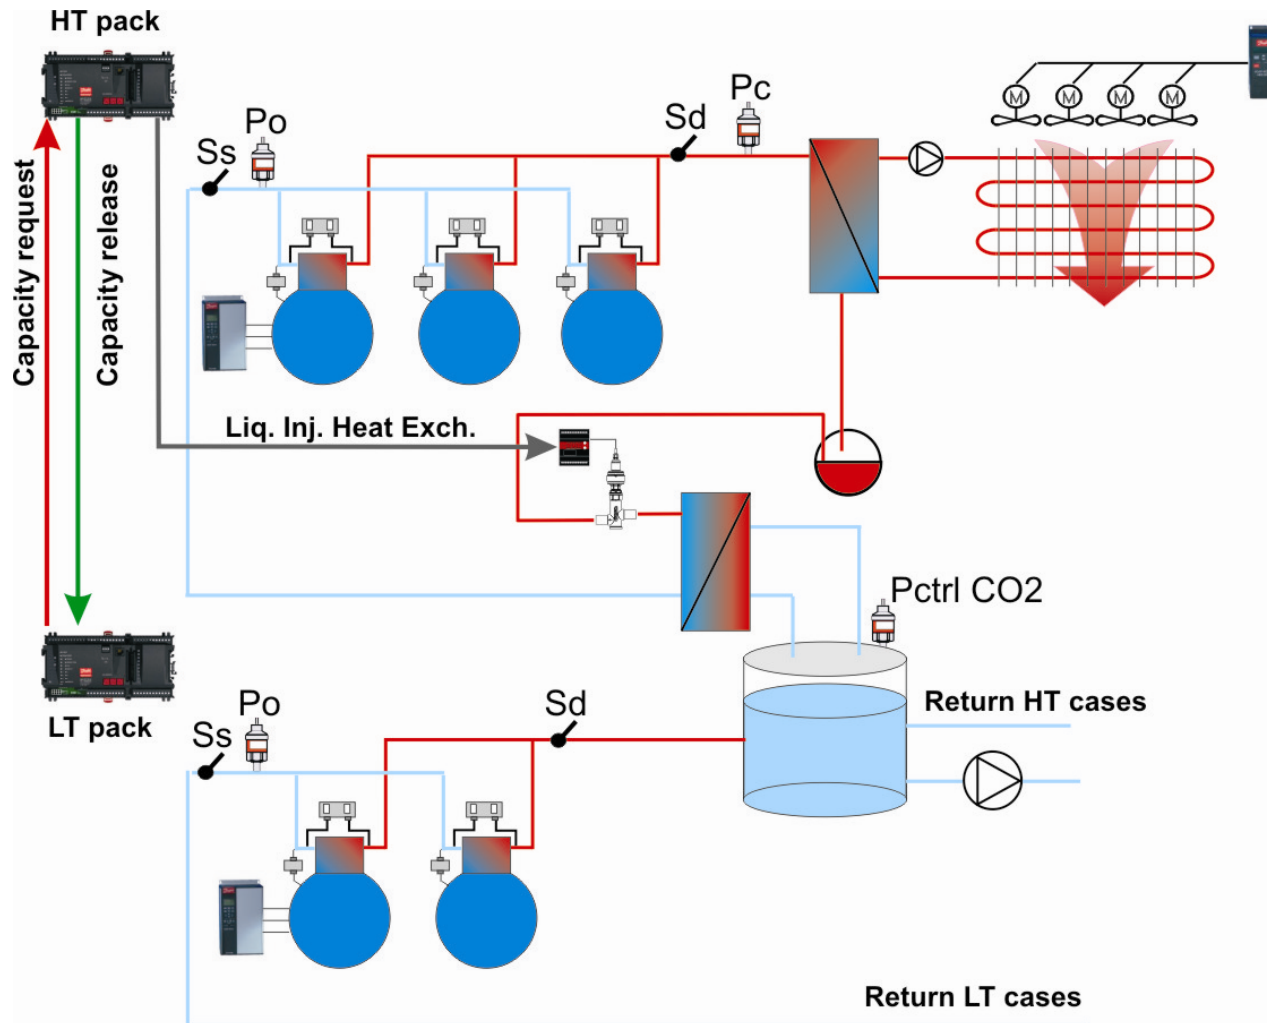 HT pack
Po
Ss
Sd
Pc
M
M
M
M
Capacity request
Capacity release
Liq. Inj. Heat Exch.
Pctrl CO2
LT pack
Po
Ss
Sd
Return HT cases
Return LT cases